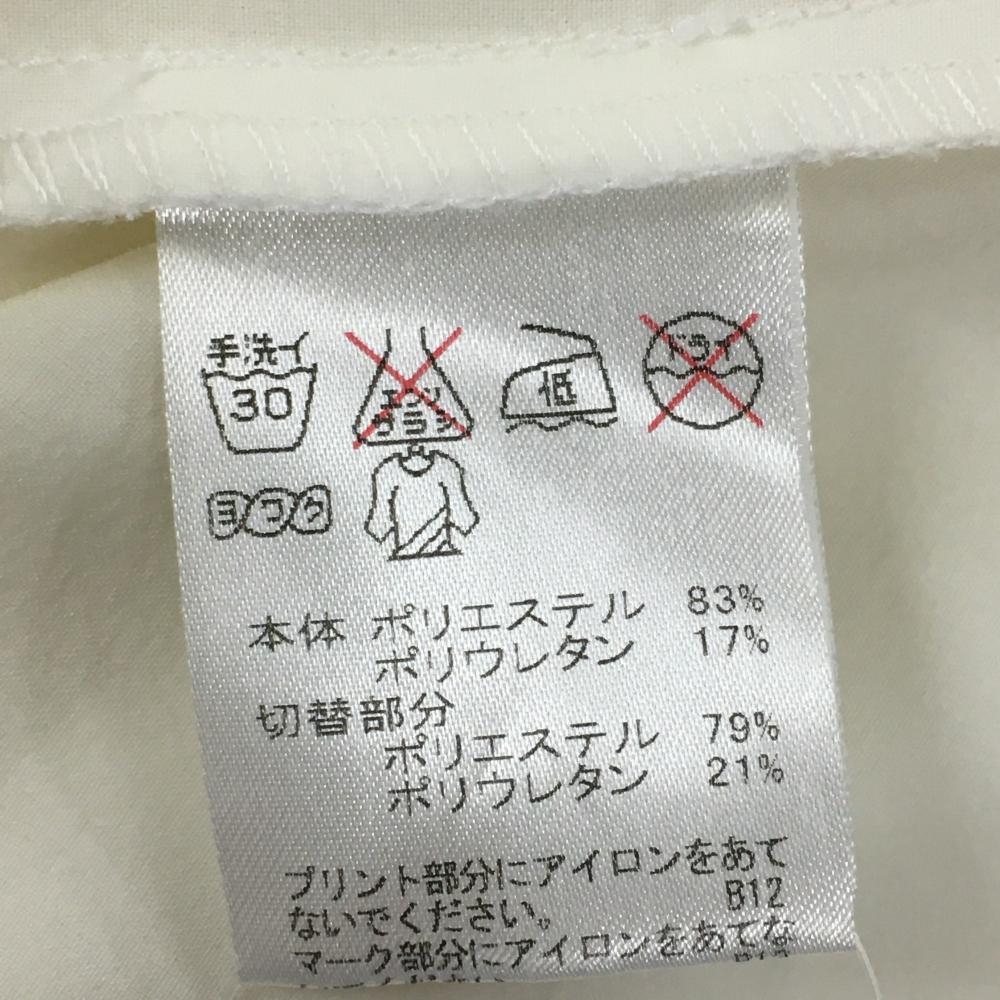 手洗イ
30
エンソ
サラシ
低
ドライ
ヨワク
本体 ポリエステル 83%
ポリウレタン 17%
切替部分
ポリエステル 79%
ポリウレタン 21%
プリント部分にアイロンをあて
ないでください。 B12
マーク部分にアイロンをあてな